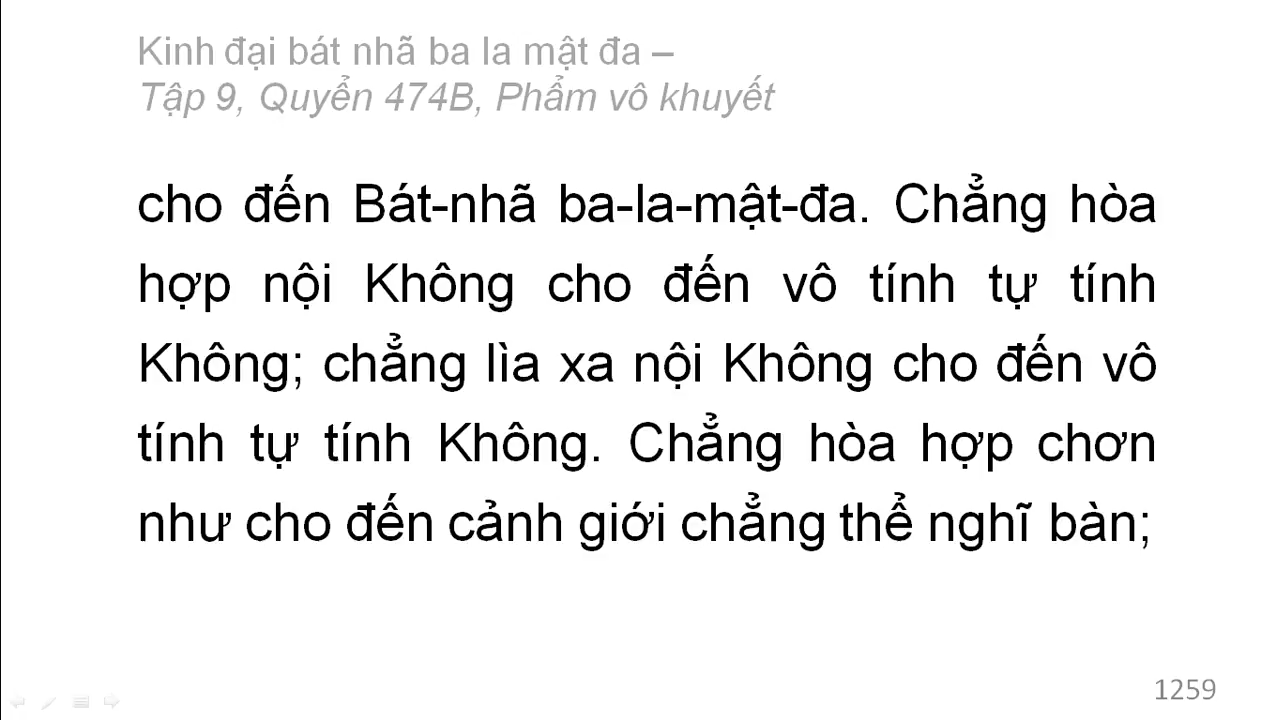 Kinh đại bát nhã ba la mật đa –
Tập 9, Quyển 474B, Phẩm vô khuyết
cho đến Bát-nhã ba-la-mật-đa. Chẳng hòa
hợp nội Không cho đến vô tính tự tính
Không; chẳng lìa xa nội Không cho đến vô
tính tự tính Không. Chẳng hòa hợp chơn
như cho đến cảnh giới chẳng thể nghĩ bàn;
1259